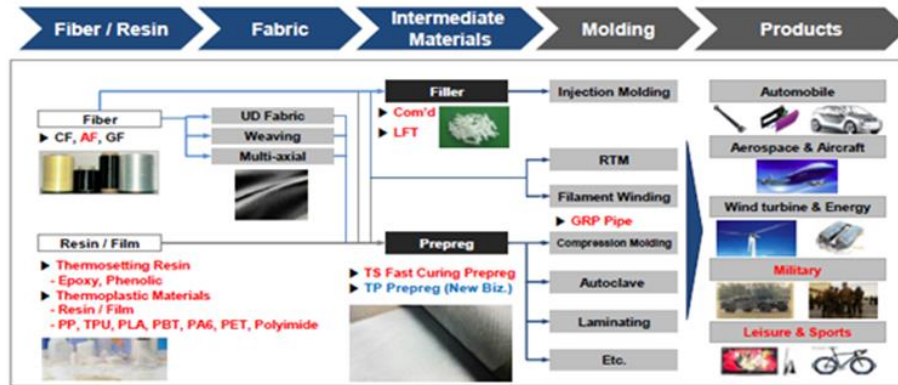 Fiber / Resin
Fabric
Intermediate
Materials
Molding
Products
Fiber
► CF, AF, GF
UD Fabric
Weaving
Multi-axial
Filler
► Com'd
► LFT
Injection Molding
RTM
Filament Winding
► GRP Pipe
Compression Molding
Autoclave
Laminating
Etc.
Resin / Film
► Thermosetting Resin
- Epoxy, Phenolic
► Thermoplastic Materials
- Resin / Film
- PP, TPU, PLA, PBT, PA6, PET, Polyimide
Prepreg
► TS Fast Curing Prepreg
► TP Prepreg (New Biz.)
Automobile
Aerospace & Aircraft
Wind turbine & Energy
Military
Leisure & Sports